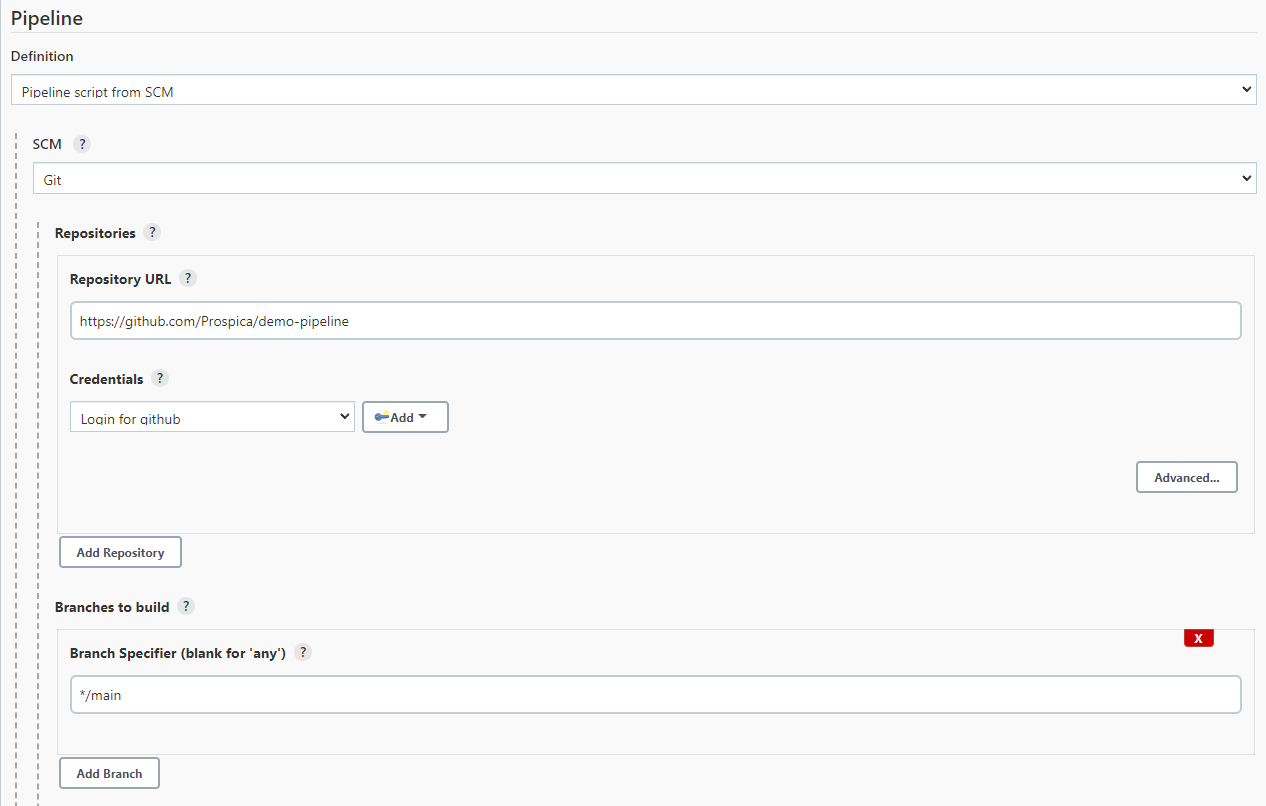 Pipeline
Definition
Pipeline script from SCM
SCM ?
Git
Repositories ?
Repository URL ?
https://github.com/Prospica/demo-pipeline
Credentials ?
Login for github
Add
Advanced...
Add Repository
Branches to build ?
X
Branch Specifier (blank for 'any') ?
*/main
Add Branch